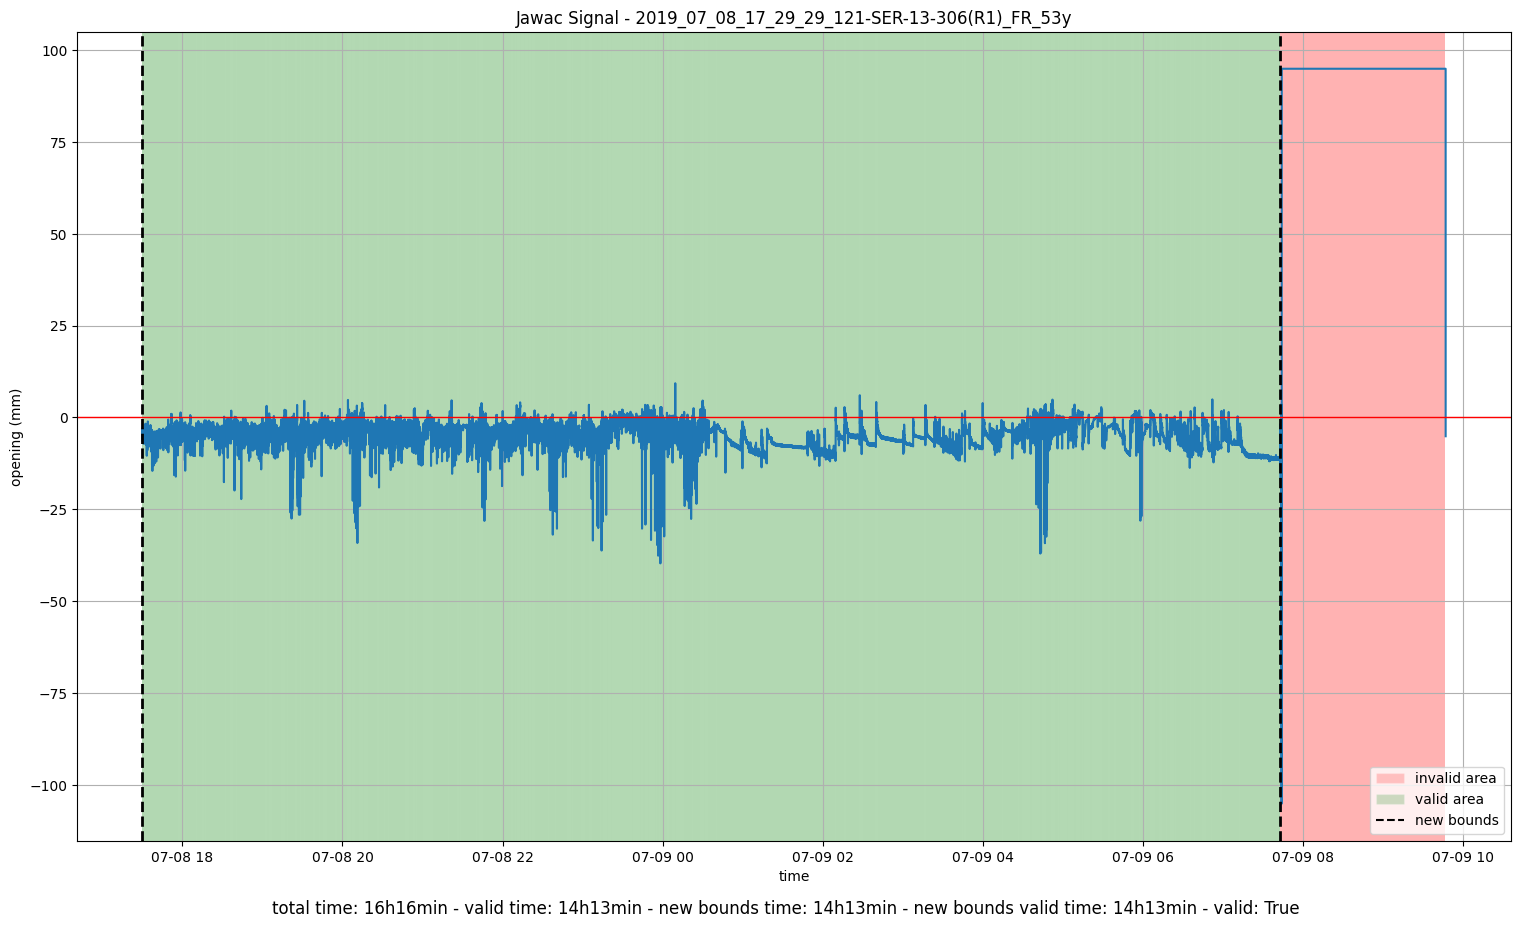 Jawac Signal - 2019_07_08_17_29_29_121-SER-13-306(R1)_FR_53y
100
75
50
25
0
−25
−50
−75
−100
opening (mm)
invalid area
valid area
new bounds
07-08 18
07-08 20
07-08 22
07-09 00
07-09 02
07-09 04
07-09 06
07-09 08
07-09 10
time
total time: 16h16min - valid time: 14h13min - new bounds time: 14h13min - new bounds valid time: 14h13min - valid: True